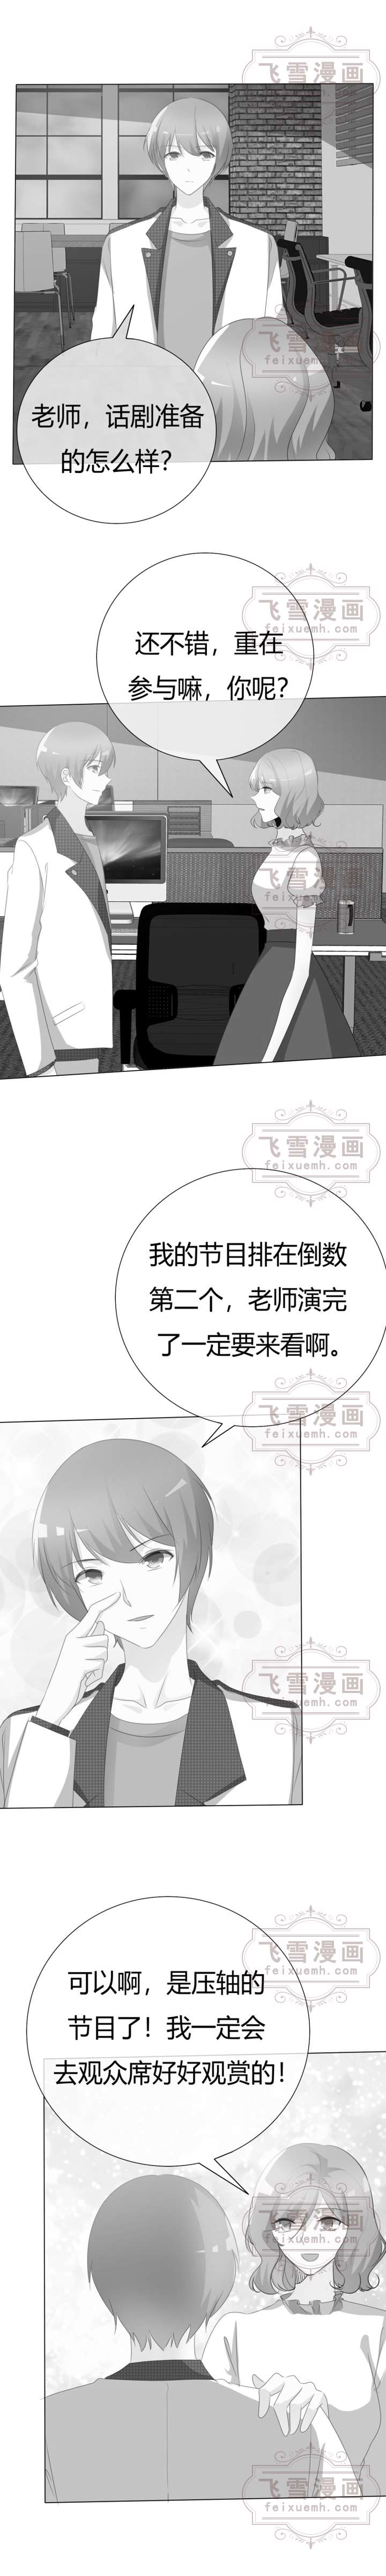 飞雪漫画
feixuemh.com
飞雪漫画
feixuemh.com
老师，话剧准备
的怎么样？
飞雪漫画
feixuemh.com
还不错，重在
参与嘛，你呢？
飞雪漫画
feixuemh.com
飞雪漫画
feixuemh.com
我的节目排在倒数
第二个，老师演完
了一定要来看啊。
飞雪漫画
feixuemh.com
飞雪漫画
feixuemh.com
飞雪漫画
feixuemh.com
可以啊，是压轴的
节目了！我一定会
去观众席好好观赏的！
飞雪漫画
feixuemh.com
飞雪漫画
feixuemh.com